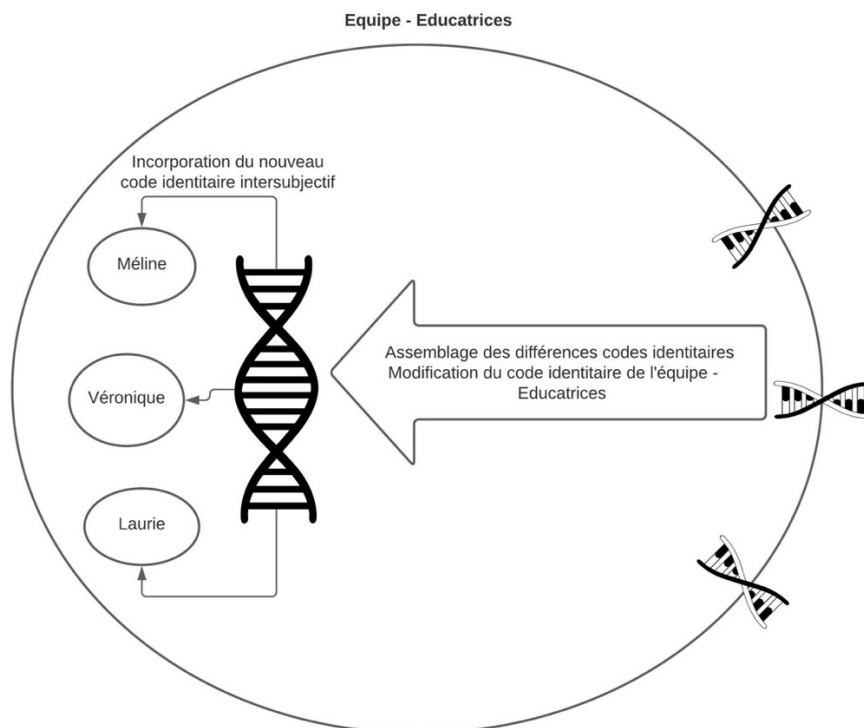 Equipe - Educatrices
Incorporation du nouveau
code identitaire intersubjectif
Méline
Véronique
Laurie
Assemblage des différences codes identitaires
Modification du code identitaire de l'équipe -
Educatrices